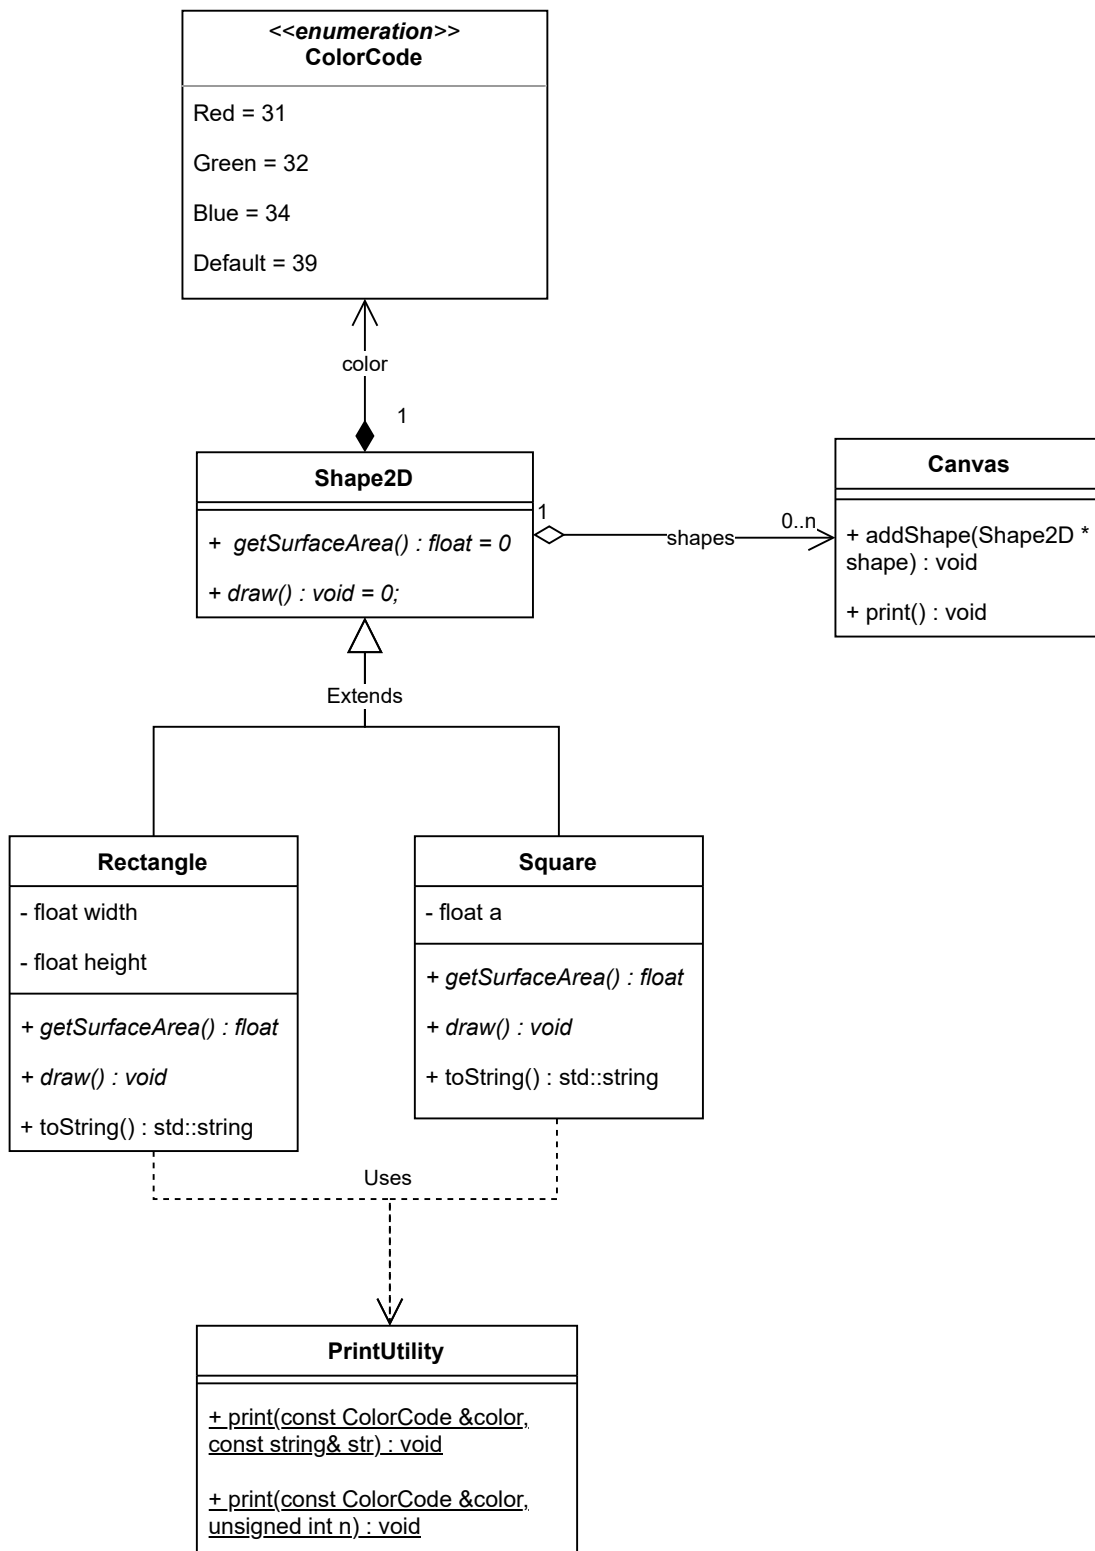 <<enumeration>>
ColorCode
Red = 31
Green = 32
Blue = 34
Default = 39
color
1
Shape2D
+ getSurfaceArea() : float = 0
+ draw() : void = 0;
1
shapes
0..n
Canvas
+ addShape(Shape2D *
shape) : void
+ print() : void
Extends
Rectangle
- float width
- float height
+ getSurfaceArea() : float
+ draw() : void
+ toString() : std::string
Square
- float a
+ getSurfaceArea() : float
+ draw() : void
+ toString() : std::string
Uses
PrintUtility
+ print(const ColorCode &color,
const string& str) : void
+ print(const ColorCode &color,
unsigned int n) : void